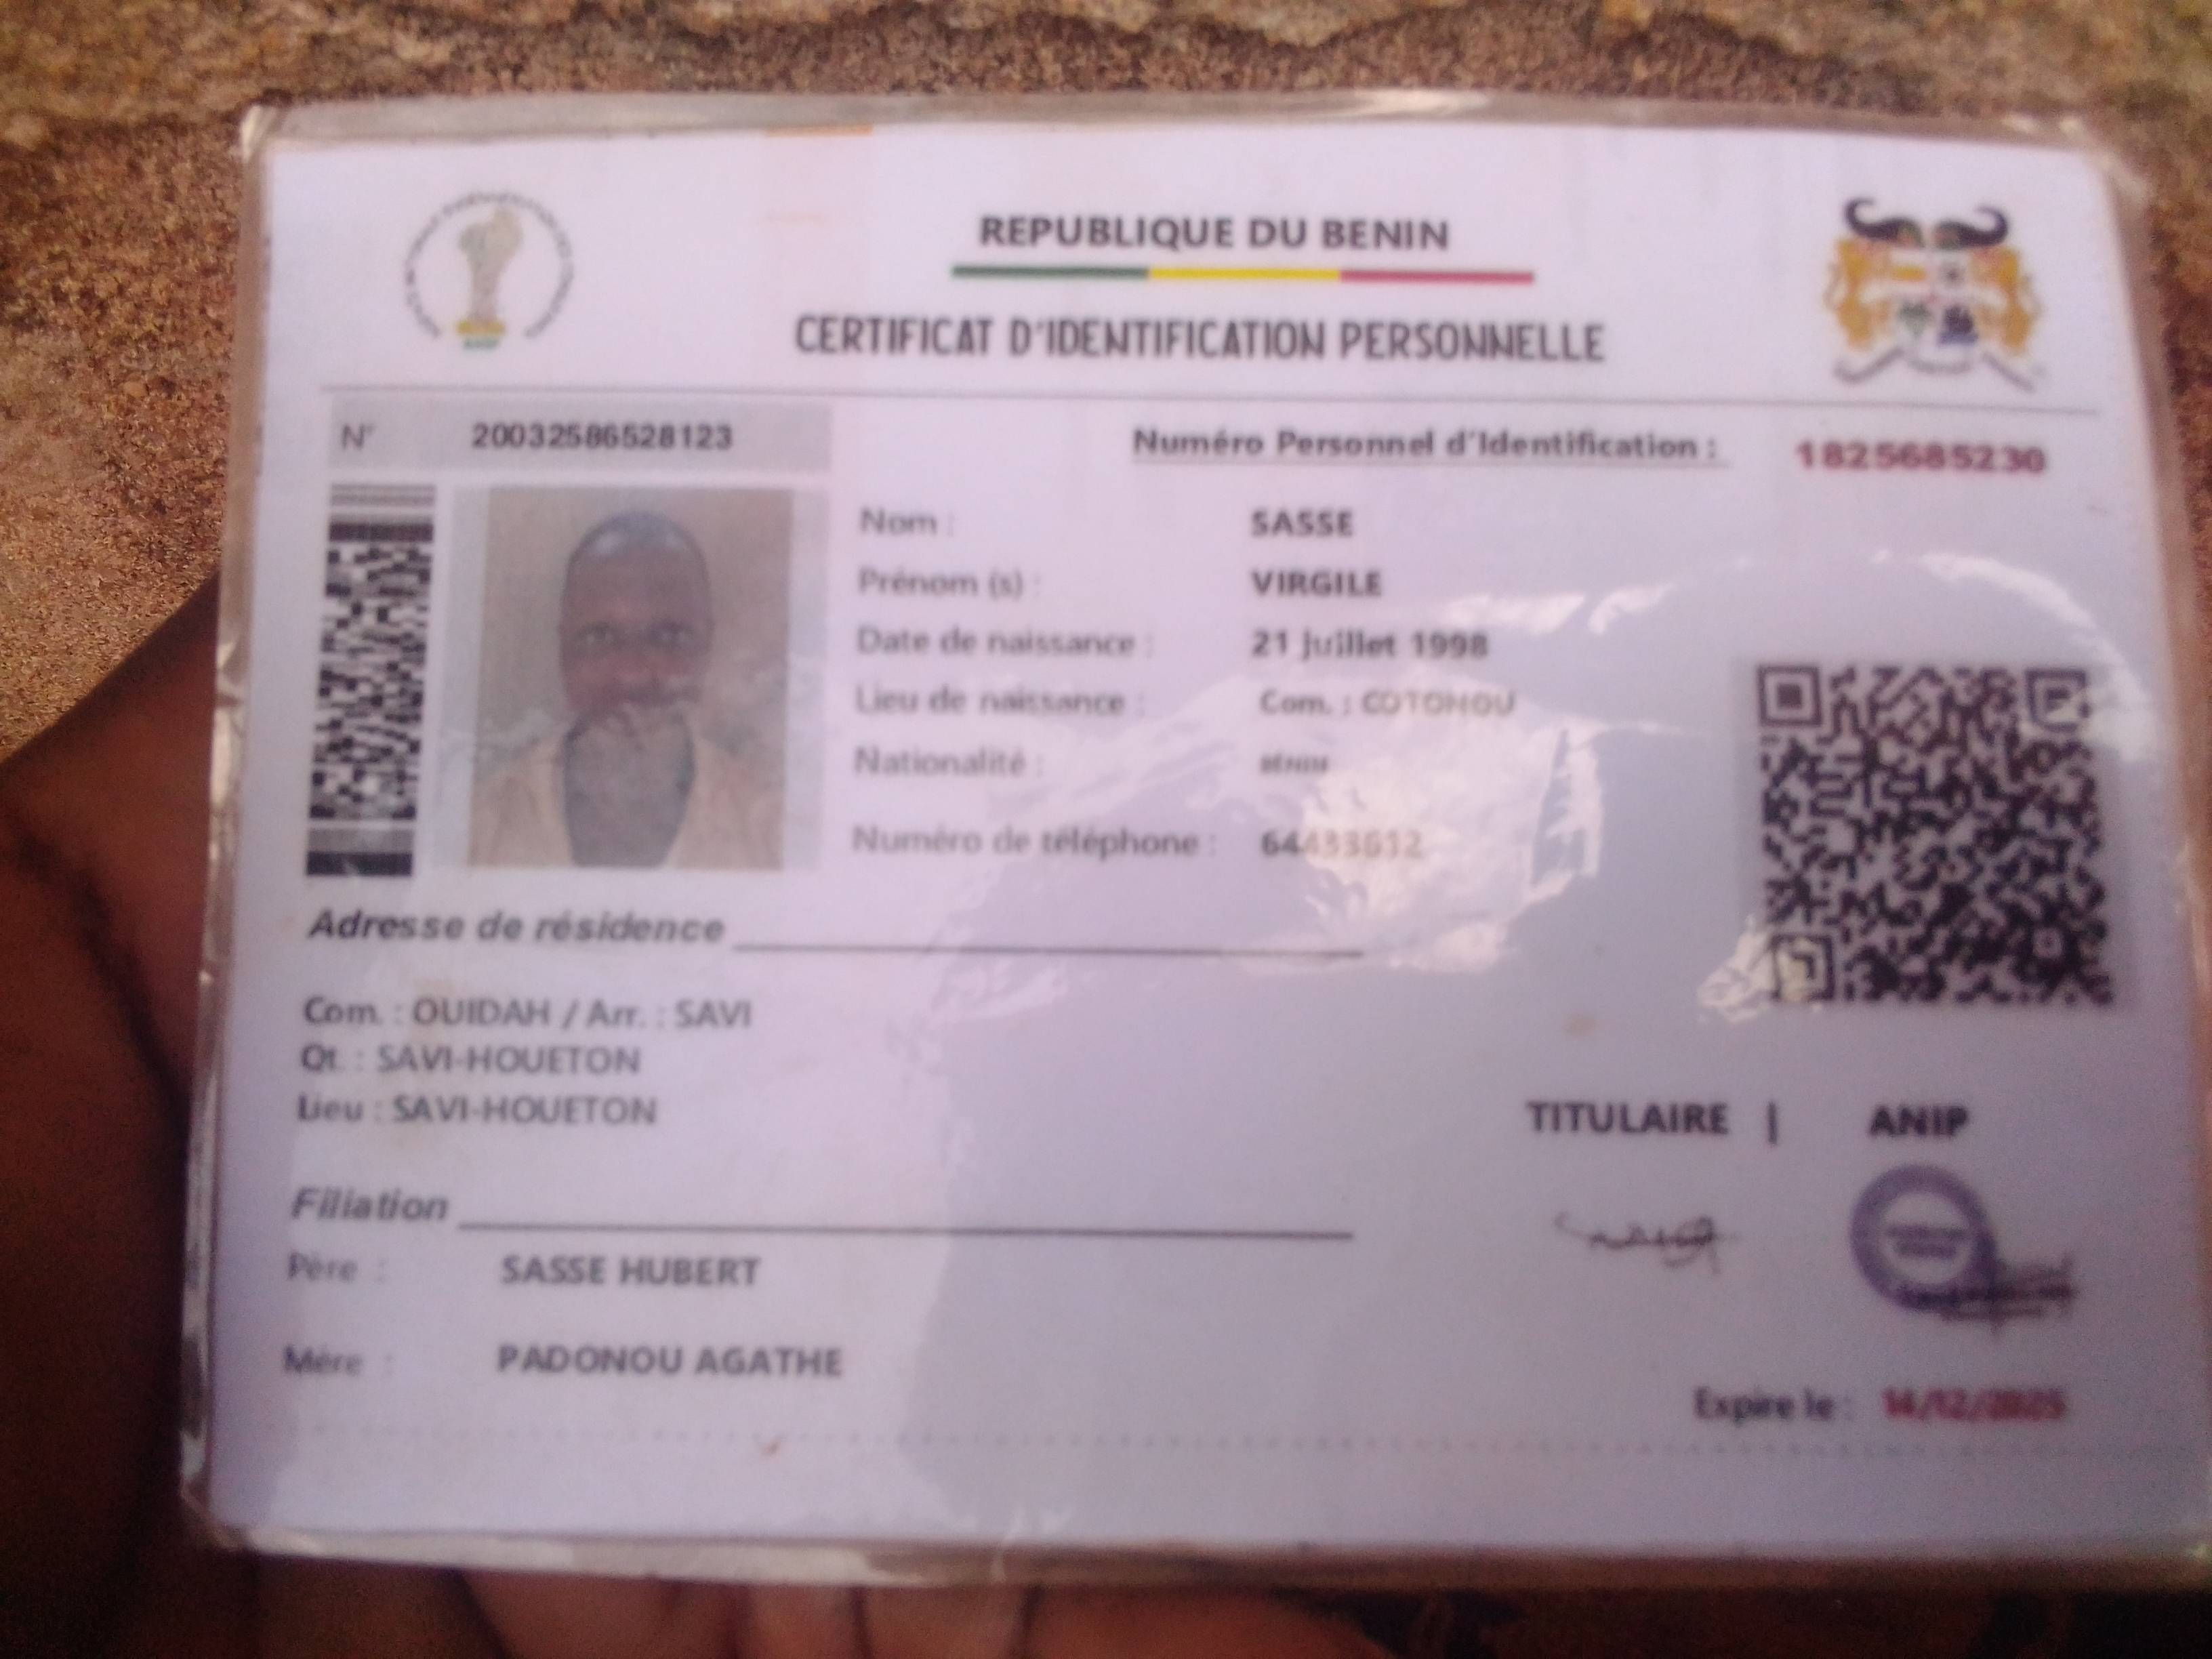 REPUBLIQUE DU BENIN
CERTIFICAT D'IDENTIFICATION PERSONNELLE
N° 20032586528123
Numéro Personnel d'Identification : 1825685230
Nom : SASSE
Prénom (s) : VIRGILE
Date de naissance : 21 juillet 1998
Lieu de naissance : Com. : COTONOU
Nationalité : BENIN
Numéro de téléphone :
Adresse de résidence
Com. : OUIDAH / Arr. : SAVI
Qt. : SAVI-HOUETON
Lieu : SAVI-HOUETON
TITULAIRE | ANIP
Filiation
Père : SASSE HUBERT
Mère : PADONOU AGATHE
Expire le : 14/12/2025